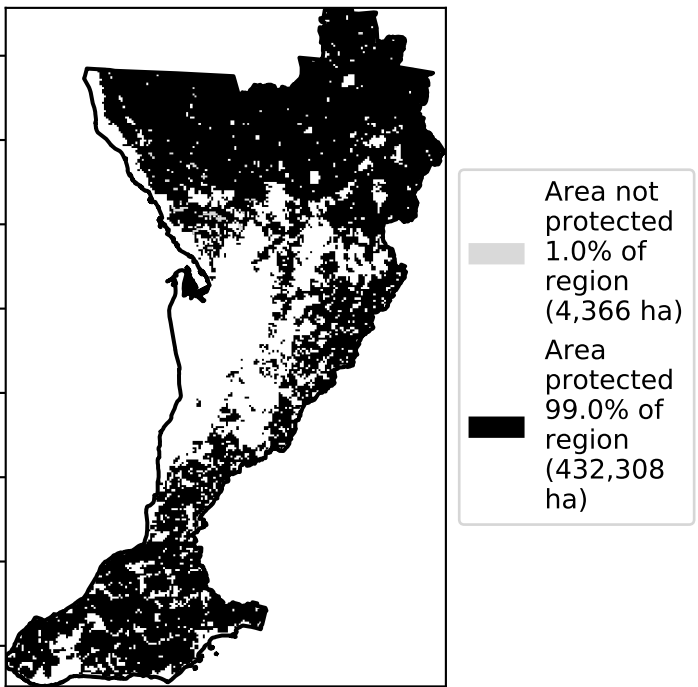 Area not
protected
1.0% of
region
(4,366 ha)
Area
protected
99.0% of
region
(432,308
ha)